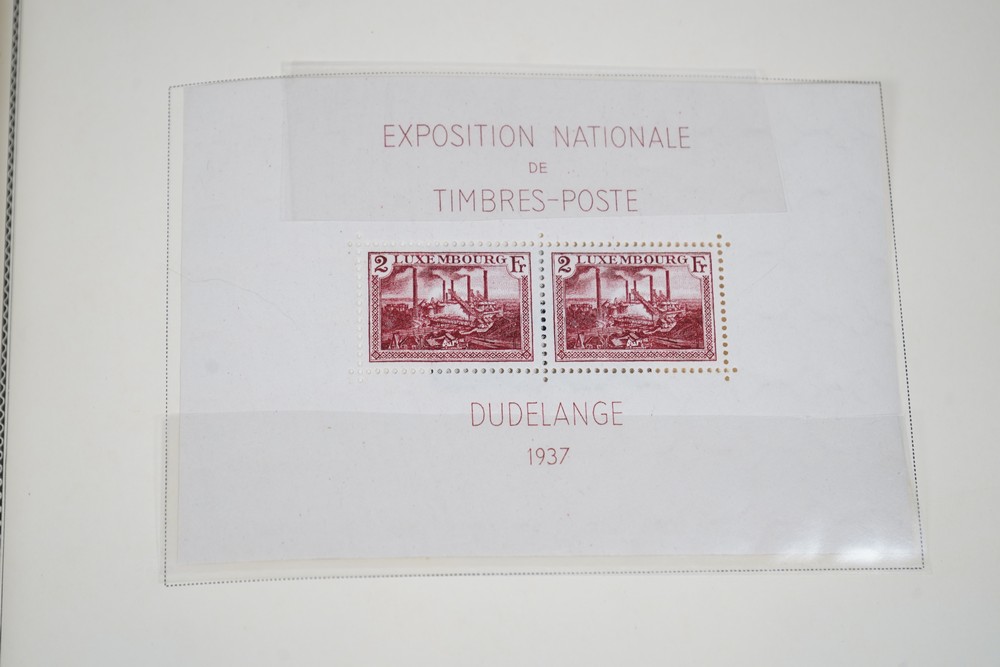 EXPOSITION NATIONALE
DE
TIMBRES-POSTE
2 LUXEMBOURG Fr
2 LUXEMBOURG Fr
DUDELANGE
1937